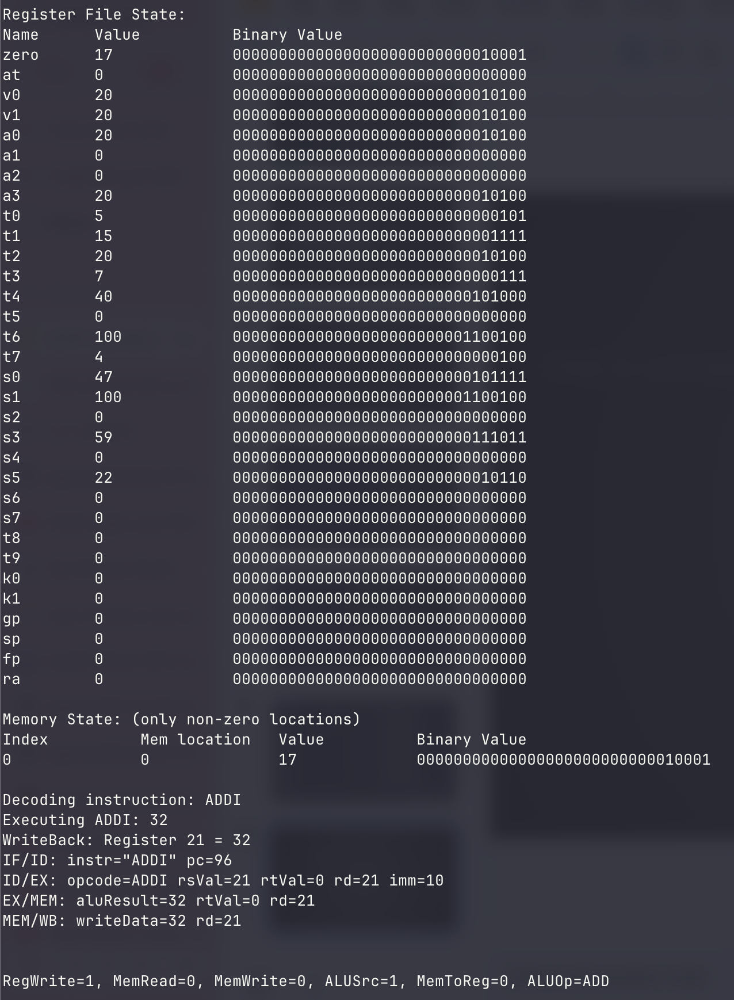 Register File State:
Name Value Binary Value
zero 17 00000000000000000000000000010001
at 0 00000000000000000000000000000000
v0 20 00000000000000000000000000010100
v1 20 00000000000000000000000000010100
a0 20 00000000000000000000000000010100
a1 0 00000000000000000000000000000000
a2 0 00000000000000000000000000000000
a3 20 00000000000000000000000000010100
t0 5 00000000000000000000000000000101
t1 15 00000000000000000000000000001111
t2 20 00000000000000000000000000010100
t3 7 00000000000000000000000000000111
t4 40 00000000000000000000000000101000
t5 0 00000000000000000000000000000000
t6 100 00000000000000000000000001100100
t7 4 00000000000000000000000000000100
s0 47 00000000000000000000000000101111
s1 100 00000000000000000000000001100100
s2 0 00000000000000000000000000000000
s3 59 00000000000000000000000000111011
s4 0 00000000000000000000000000000000
s5 22 00000000000000000000000000010110
s6 0 00000000000000000000000000000000
s7 0 00000000000000000000000000000000
t8 0 00000000000000000000000000000000
t9 0 00000000000000000000000000000000
k0 0 00000000000000000000000000000000
k1 0 00000000000000000000000000000000
gp 0 00000000000000000000000000000000
sp 0 00000000000000000000000000000000
fp 0 00000000000000000000000000000000
ra 0 00000000000000000000000000000000
Memory State: (only non-zero locations)
Index Mem location Value Binary Value
0 0 17 00000000000000000000000000010001
Decoding instruction: ADDI
Executing ADDI: 32
WriteBack: Register 21 = 32
IF/ID: instr="ADDI" pc=96
ID/EX: opcode=ADDI rsVal=21 rtVal=0 rd=21 imm=10
EX/MEM: aluResult=32 rtVal=0 rd=21
MEM/WB: writeData=32 rd=21
RegWrite=1, MemRead=0, MemWrite=0, ALUSrc=1, MemToReg=0, ALUOp=ADD